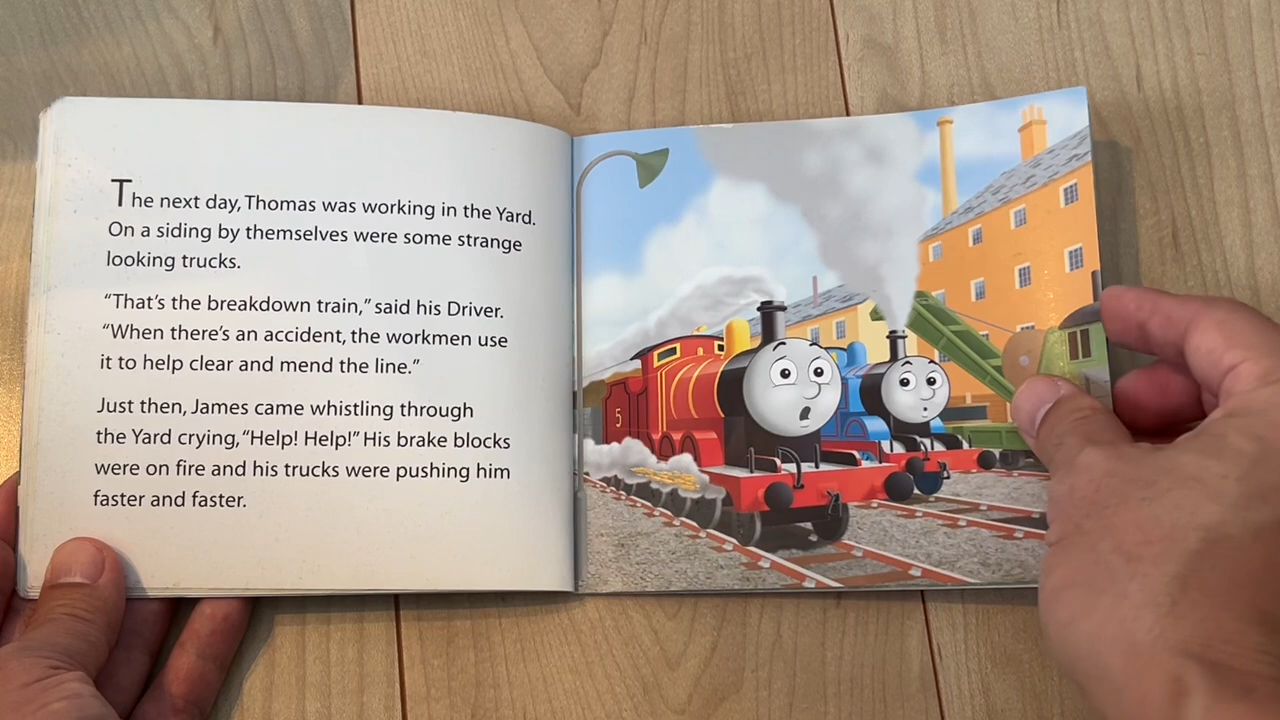 The next day, Thomas was working in the Yard.
On a siding by themselves were some strange
looking trucks.
“That’s the breakdown train,” said his Driver.
“When there’s an accident, the workmen use
it to help clear and mend the line.”
Just then, James came whistling through
the Yard crying, “Help! Help!” His brake blocks
were on fire and his trucks were pushing him
faster and faster.
5